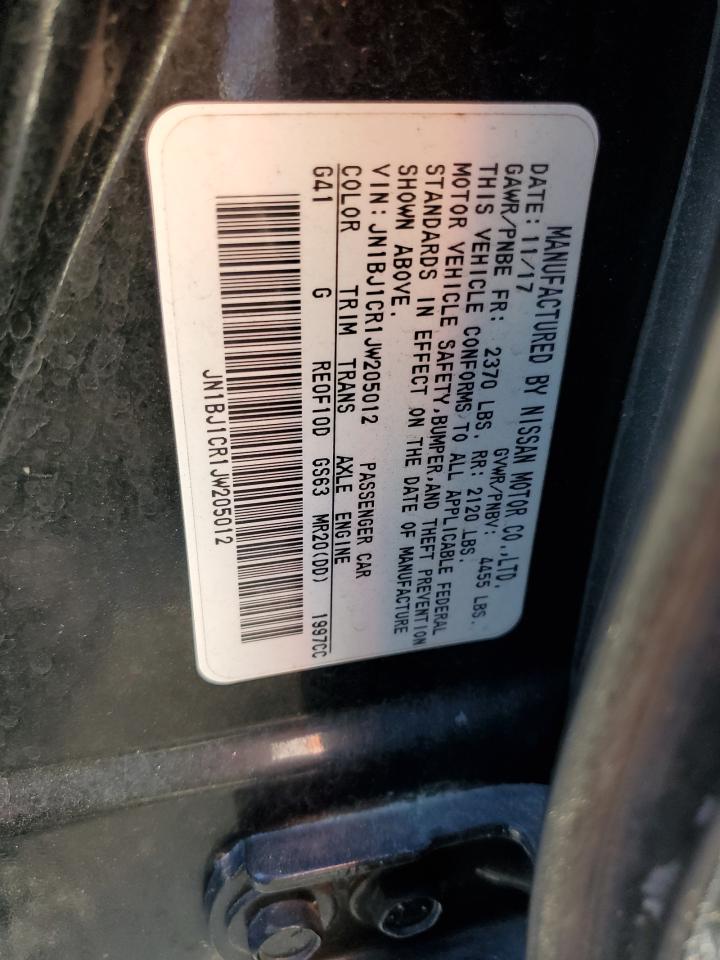 MANUFACTURED BY NISSAN MOTOR CO.,LTD.
DATE: 11/17 GVWR/PNBV: 4455 LBS.
GAWR/PNBE FR: 2370 LBS. RR: 2120 LBS.
THIS VEHICLE CONFORMS TO ALL APPLICABLE FEDERAL
MOTOR VEHICLE SAFETY,BUMPER,AND THEFT PREVENTION
STANDARDS IN EFFECT ON THE DATE OF MANUFACTURE
SHOWN ABOVE.
VIN: JN1BJ1CR1JW205012 PASSENGER CAR
COLOR TRIM TRANS AXLE ENGINE
G41 G RE0F10D GS63 MR20(DD) 1997CC
JN1BJ1CR1JW205012